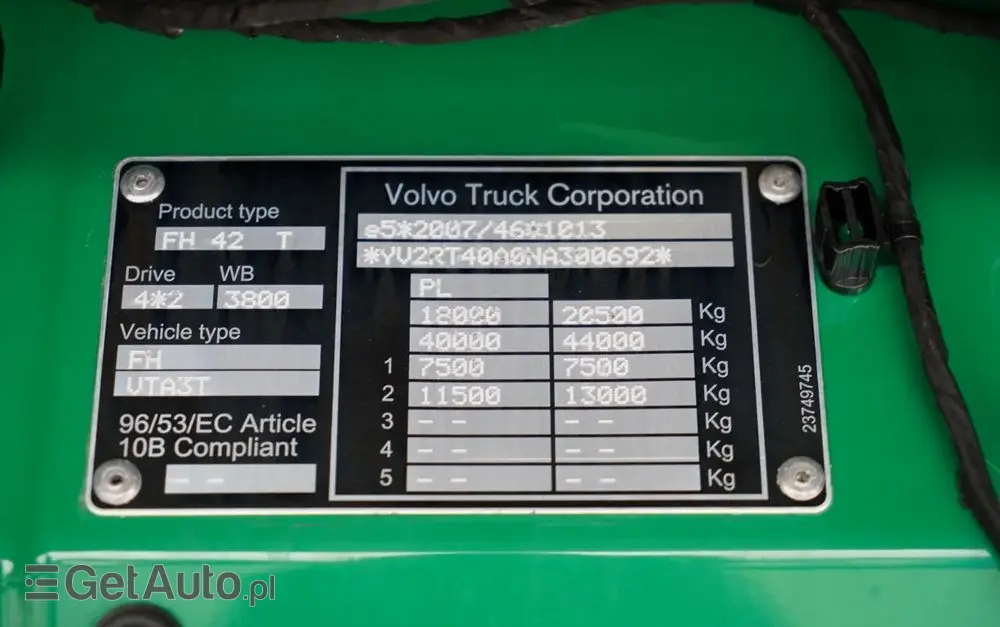 Volvo Truck Corporation
Product type
FH 42 T
Drive WB
4*2 3800
Vehicle type
FH
VTA3T
96/53/EC Article
10B Compliant
- -
e5*2007/46*1013
*YV2RT40A0NA300692*
PL
18000 20500 Kg
40000 44000 Kg
1 7500 7500 Kg
2 11500 13000 Kg
3 - - - - Kg
4 - - - - Kg
5 - - - - Kg
23749745
GetAuto.pl